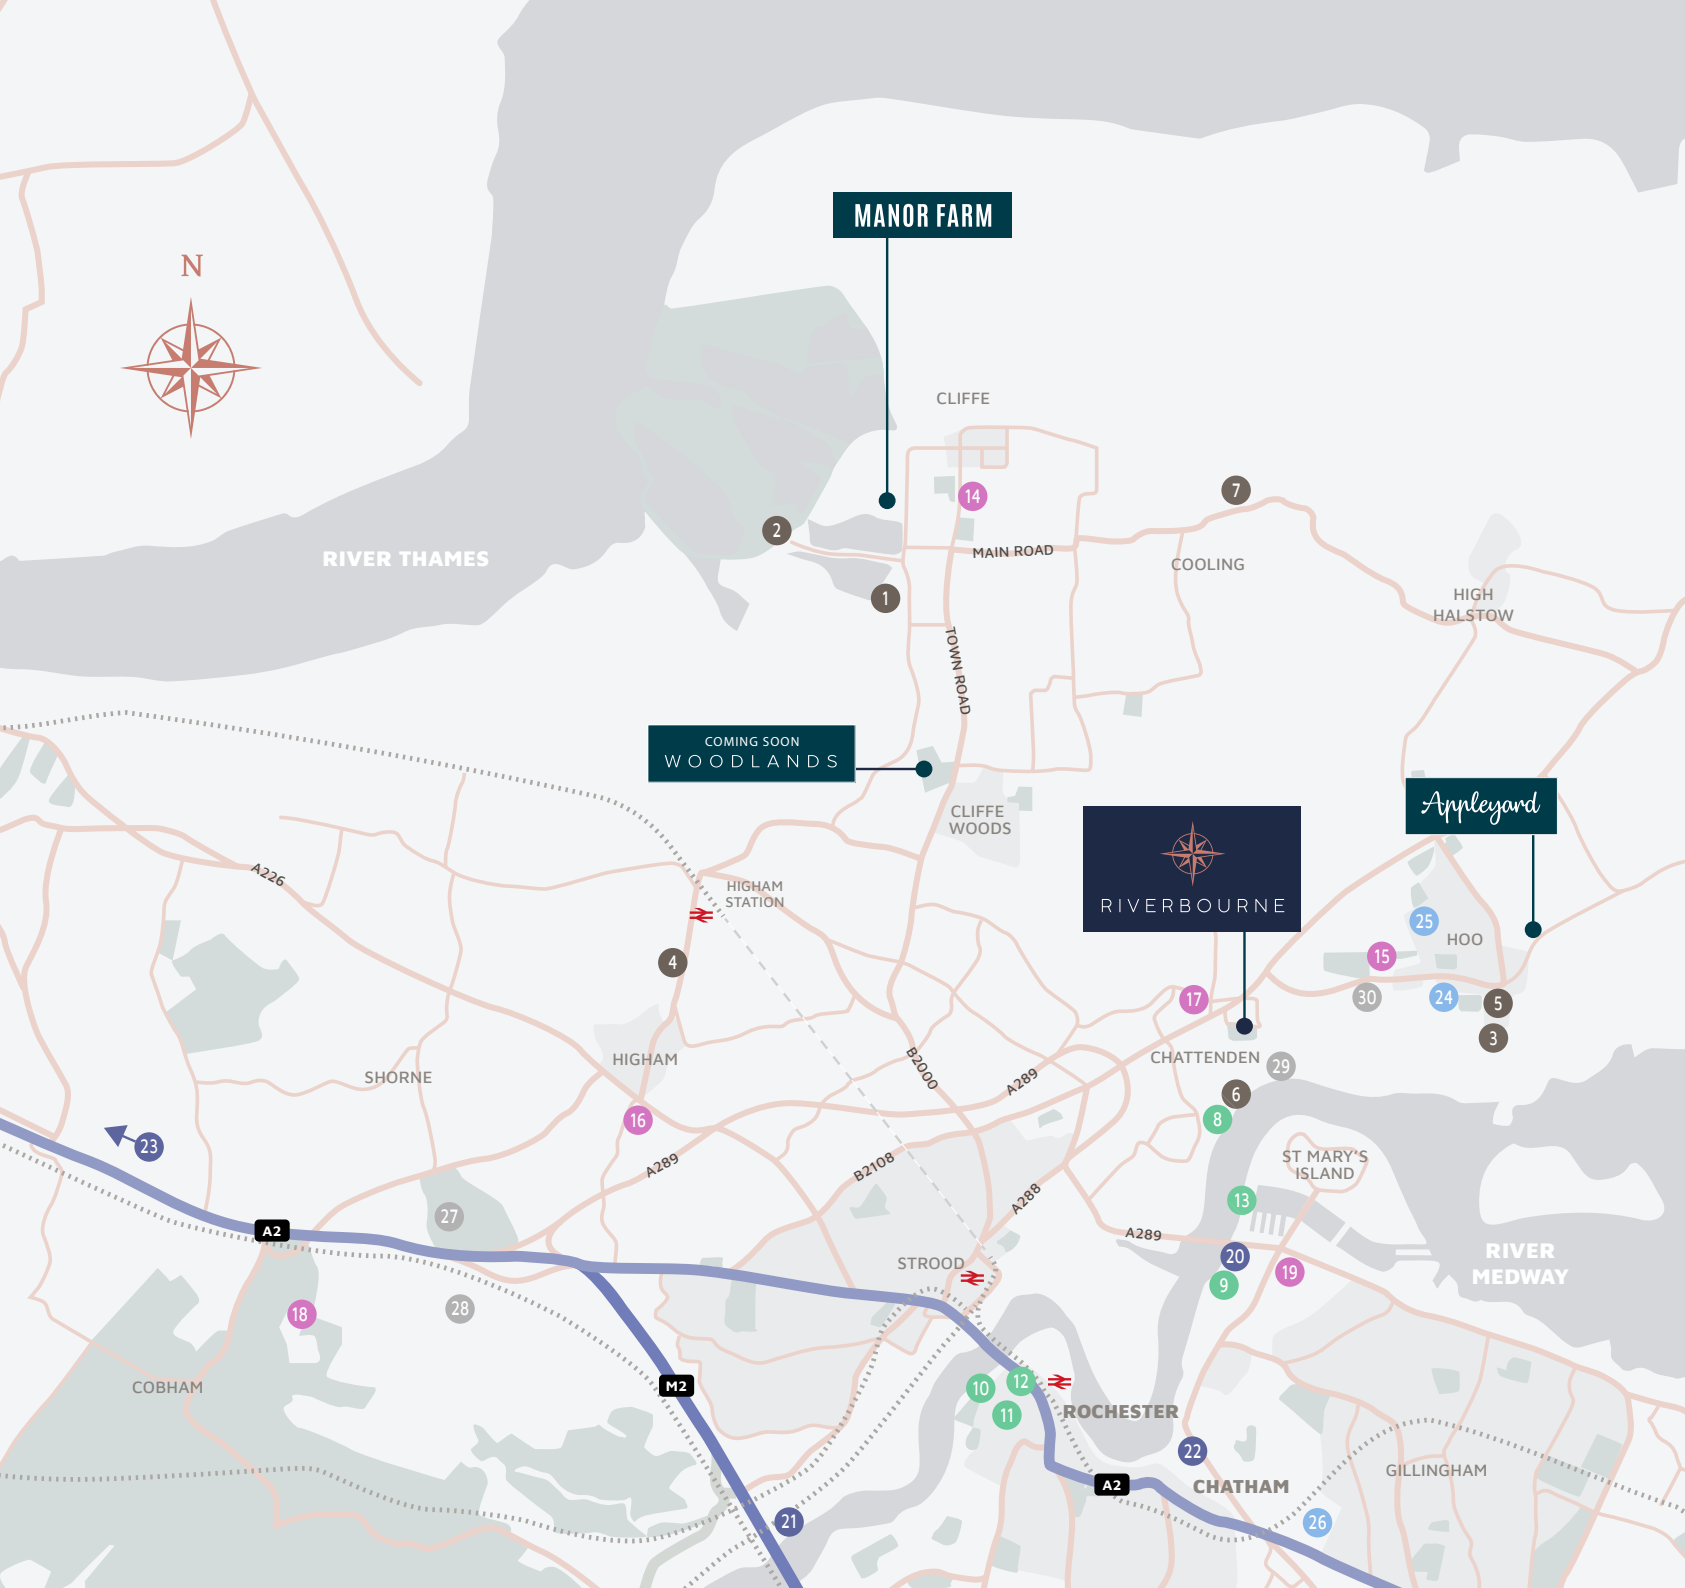 MANOR FARM
N
CLIFFE
14
7
2
MAIN ROAD
RIVER THAMES
COOLING
1
HIGH
HALSTOW
TOWN ROAD
COMING SOON
WOODLANDS
CLIFFE
WOODS
Appleyard
A226
HIGHAM
STATION
RIVERBOURNE
25
HOO
15
4
17
30
24
5
3
HIGHAM
CHATTENDEN
29
B2000
A289
SHORNE
6
8
16
23
A289
B2108
ST MARY'S
ISLAND
A288
13
27
A2
A289
STROOD
20
19
9
RIVER
MEDWAY
28
18
COBHAM
M2
10
12
11
ROCHESTER
22
A2
CHATHAM
GILLINGHAM
21
26